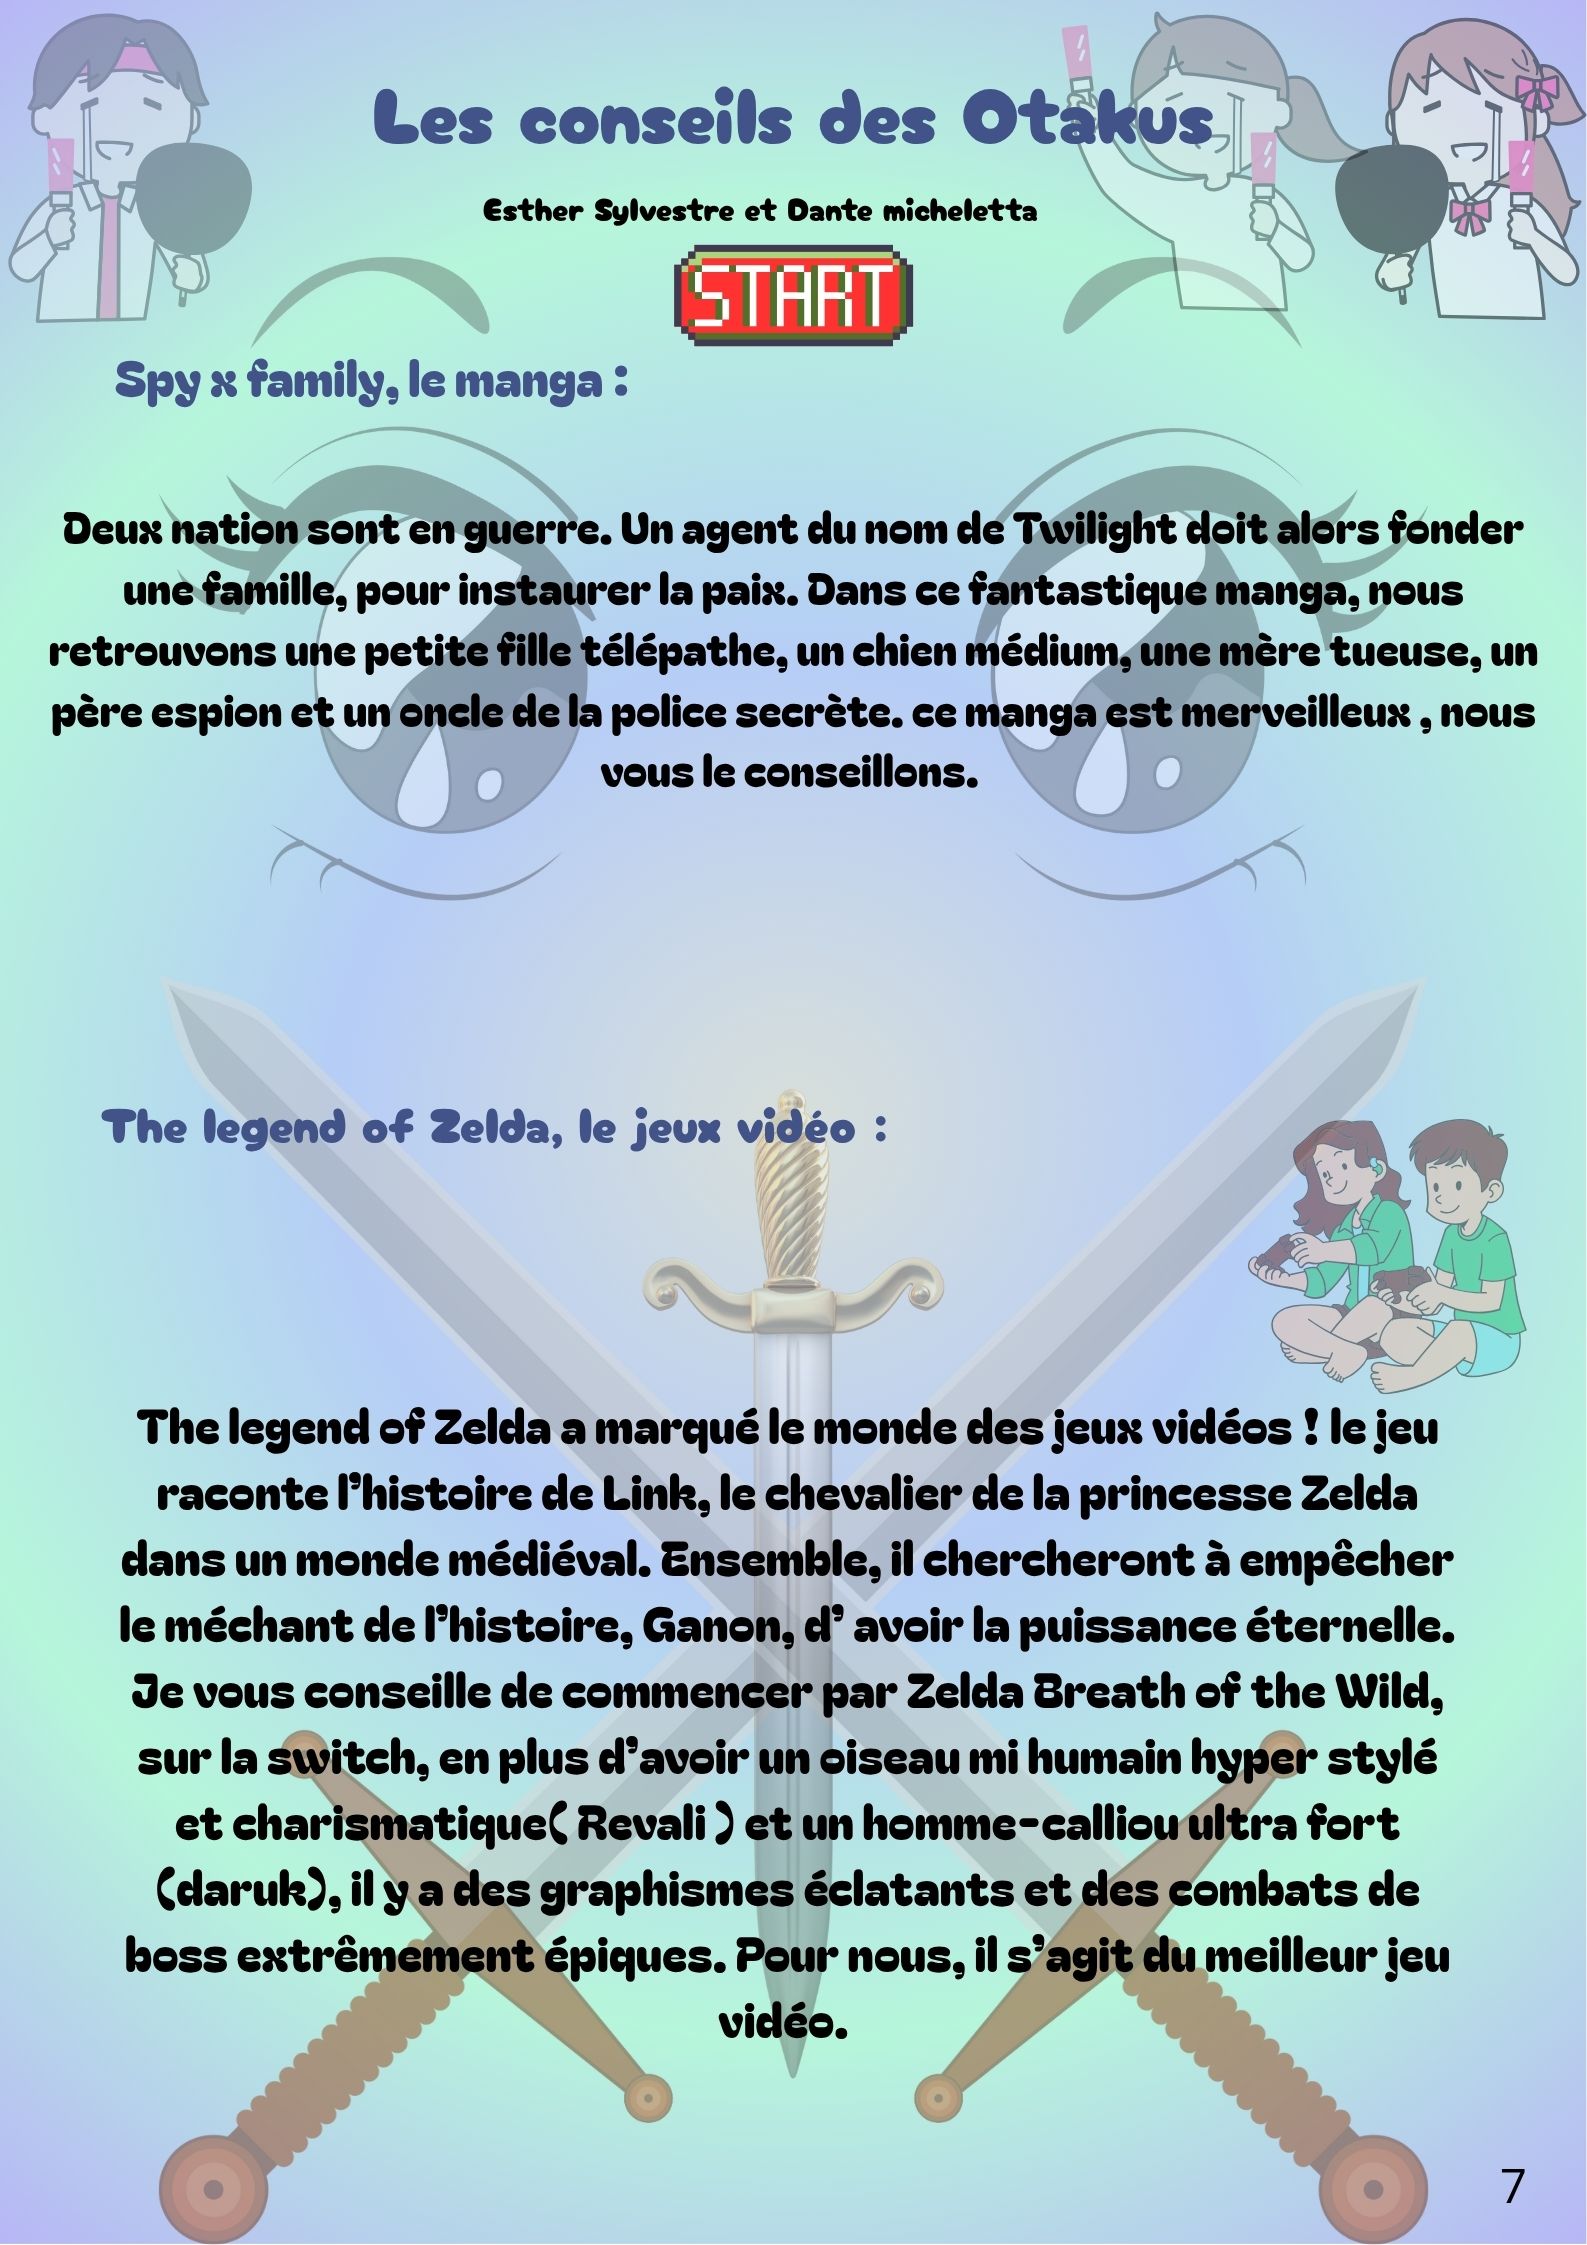 Les conseils des Otakus
Esther Sylvestre et Dante micheletta
START
Spy x family, le manga :
Deux nation sont en guerre. Un agent du nom de Twilight doit alors fonder
une famille, pour instaurer la paix. Dans ce fantastique manga, nous
retrouvons une petite fille télépathe, un chien médium, une mère tueuse, un
père espion et un oncle de la police secrète. ce manga est merveilleux , nous
vous le conseillons.
The legend of Zelda, le jeux vidéo :
The legend of Zelda a marqué le monde des jeux vidéos ! le jeu
raconte l'histoire de Link, le chevalier de la princesse Zelda
dans un monde médiéval. Ensemble, il chercheront à empêcher
le méchant de l'histoire, Ganon, d' avoir la puissance éternelle.
Je vous conseille de commencer par Zelda Breath of the Wild,
sur la switch, en plus d'avoir un oiseau mi humain hyper stylé
et charismatique( Revali ) et un homme-calliou ultra fort
(daruk), il y a des graphismes éclatants et des combats de
boss extrêmement épiques. Pour nous, il s'agit du meilleur jeu
vidéo.
7